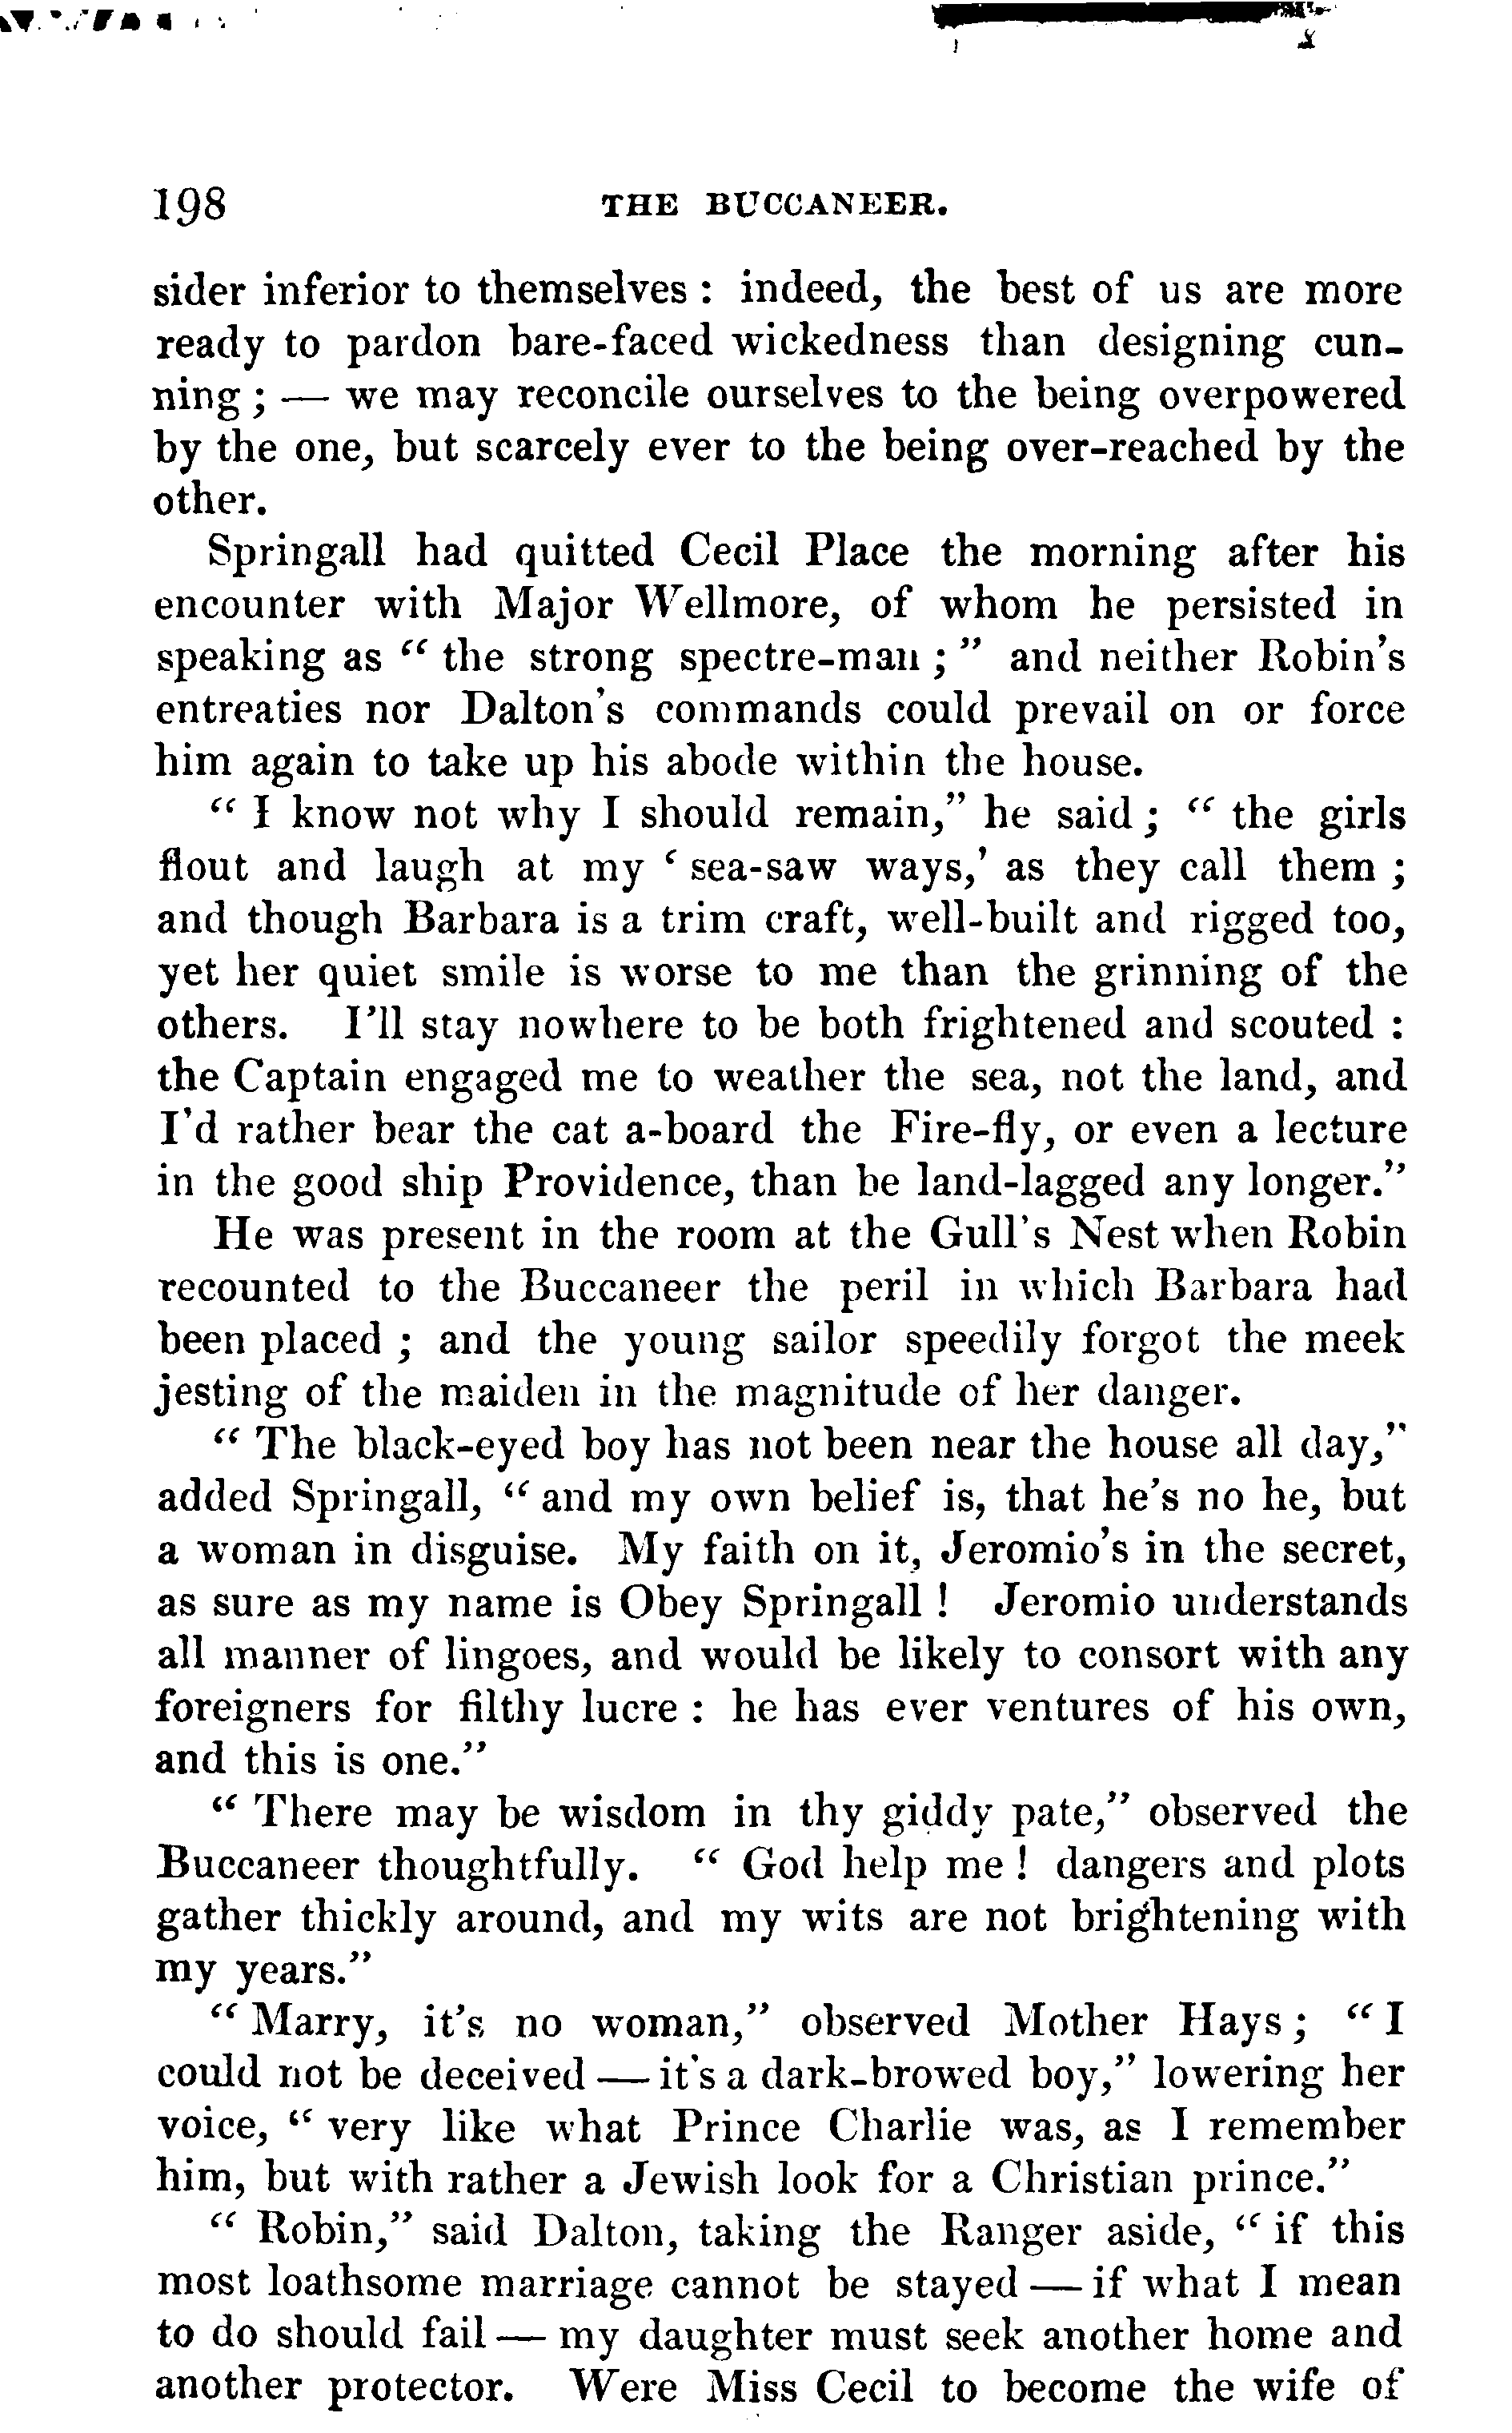 198 THE BUCCANEER.
sider inferior to themselves : indeed, the best of us are more
ready to pardon bare-faced wickedness than designing cun-
ning ; — we may reconcile ourselves to the being overpowered
by the one, but scarcely ever to the being over-reached by the
other.
Springall had quitted Cecil Place the morning after his
encounter with Major Wellmore, of whom he persisted in
speaking as “ the strong spectre-man ; ” and neither Robin’s
entreaties nor Dalton’s commands could prevail on or force
him again to take up his abode within the house.
“ I know not why I should remain,” he said ; “ the girls
flout and laugh at my ‘ sea-saw ways,’ as they call them ;
and though Barbara is a trim craft, well-built and rigged too,
yet her quiet smile is worse to me than the grinning of the
others. I’ll stay nowhere to be both frightened and scouted :
the Captain engaged me to weather the sea, not the land, and
I’d rather bear the cat a-board the Fire-fly, or even a lecture
in the good ship Providence, than be land-lagged any longer.”
He was present in the room at the Gull’s Nest when Robin
recounted to the Buccaneer the peril in which Barbara had
been placed ; and the young sailor speedily forgot the meek
jesting of the maiden in the magnitude of her danger.
“ The black-eyed boy has not been near the house all day,”
added Springall, “ and my own belief is, that he’s no he, but
a woman in disguise. My faith on it, Jeromio’s in the secret,
as sure as my name is Obey Springall ! Jeromio understands
all manner of lingoes, and would be likely to consort with any
foreigners for filthy lucre : he has ever ventures of his own,
and this is one.”
“ There may be wisdom in thy giddy pate,” observed the
Buccaneer thoughtfully. “ God help me ! dangers and plots
gather thickly around, and my wits are not brightening with
my years.”
“ Marry, it’s no woman,” observed Mother Hays ; “ I
could not be deceived — it’s a dark-browed boy,” lowering her
voice, “ very like what Prince Charlie was, as I remember
him, but with rather a Jewish look for a Christian prince.”
“ Robin,” said Dalton, taking the Ranger aside, “ if this
most loathsome marriage cannot be stayed — if what I mean
to do should fail — my daughter must seek another home and
another protector. Were Miss Cecil to become the wife of